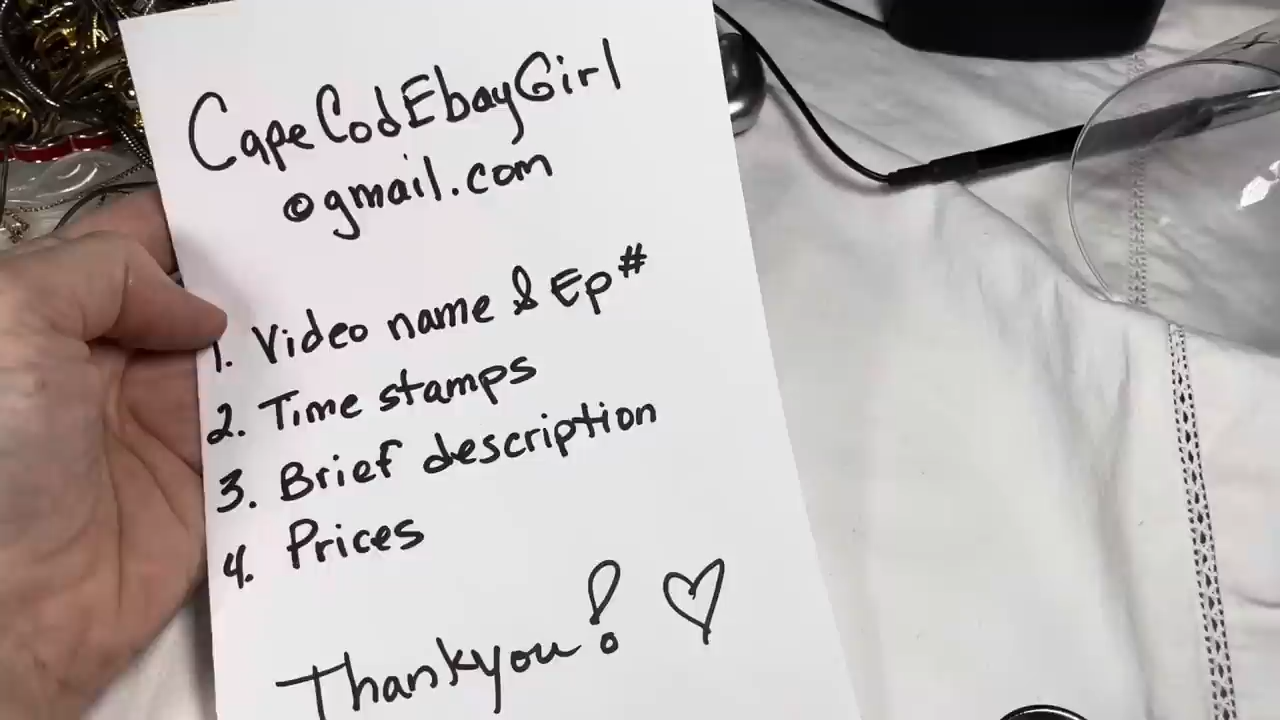 CapeCodEbayGirl
@gmail.com
1. Video name & Ep#
2. Time stamps
3. Brief description
4. Prices
Thankyou! ♡